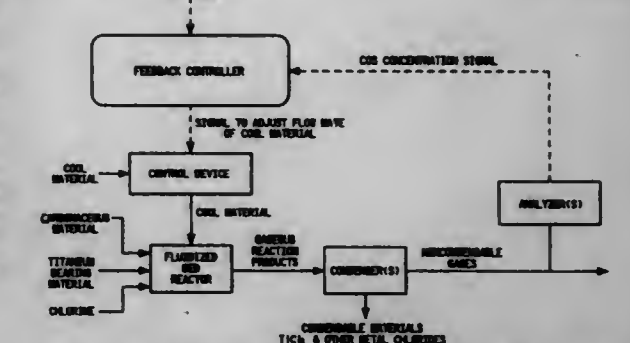 FEEDBACK CONTROLLER
COS CONCENTRATION SIGNAL
SIGNAL TO ADJUST FLOW RATE
OF COOL MATERIAL
COOL
MATERIAL
CONTROL DEVICE
COOL MATERIAL
ANALYZER(S)
CARBONACEOUS
MATERIAL
TITANIUM
BEARING
MATERIAL
CHLORINE
FLUIDIZED
BED
REACTOR
GASEOUS
REACTION
PRODUCTS
CONDENSER(S)
NONCONDENSABLE
GASES
CONDENSABLE MATERIALS
TiCl4 & OTHER METAL CHLORIDES